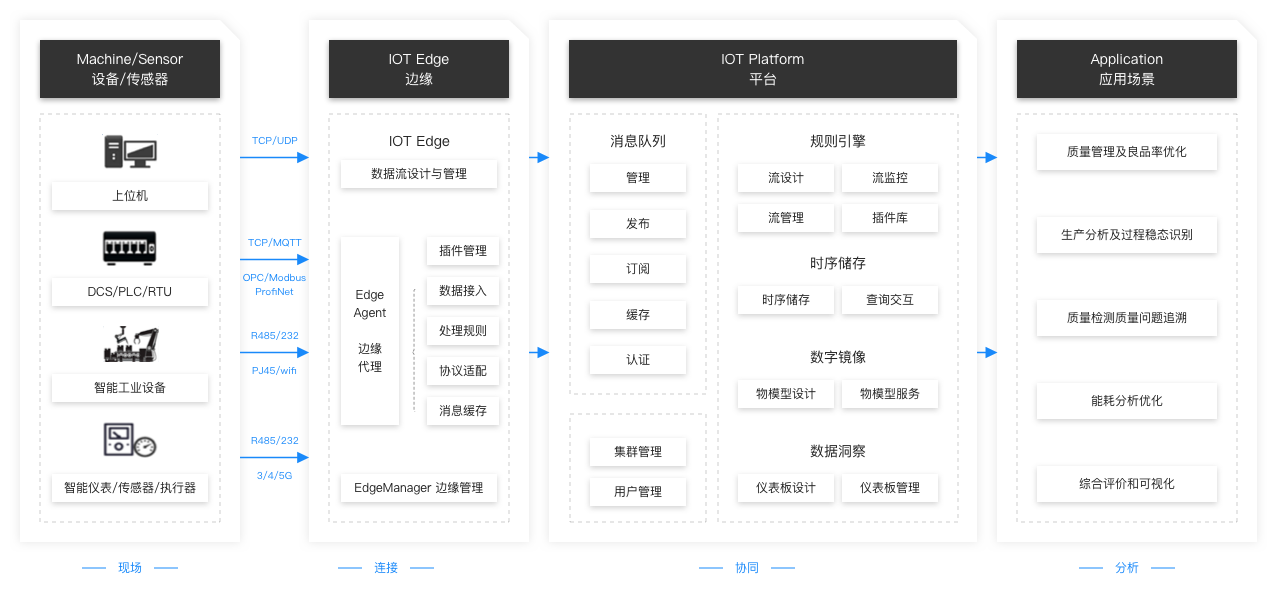 Machine/Sensor
设备/传感器
上位机
DCS/PLC/RTU
智能工业设备
智能仪表/传感器/执行器
现场
TCP/UDP
TCP/MQTT
OPC/Modbus
ProfiNet
R485/232
PJ45/wifi
R485/232
3/4/5G
IOT Edge
边缘
IOT Edge
数据流设计与管理
Edge
Agent
边缘
代理
插件管理
数据接入
处理规则
协议适配
消息缓存
EdgeManager 边缘管理
连接
IOT Platform
平台
消息队列
管理
发布
订阅
缓存
认证
集群管理
用户管理
规则引擎
流设计
流监控
流管理
插件库
时序储存
时序储存
查询交互
数字镜像
物模型设计
物模型服务
数据洞察
仪表板设计
仪表板管理
协同
Application
应用场景
质量管理及良品率优化
生产分析及过程稳态识别
质量检测质量问题追溯
能耗分析优化
综合评价和可视化
分析